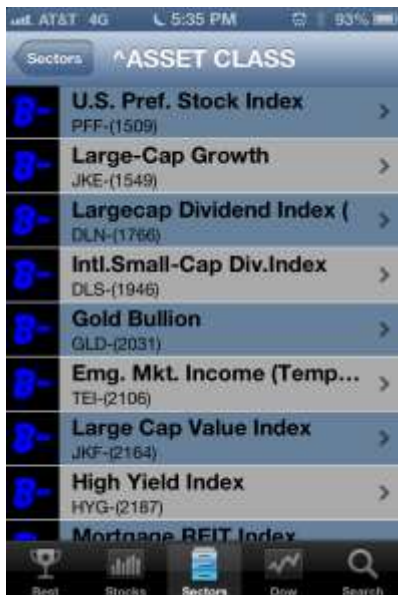 AT&T 4G 5:35 PM 93%
Sectors ^ASSET CLASS
B- U.S. Pref. Stock Index
PFF-(1509)
B- Large-Cap Growth
JKE-(1549)
B- Largecap Dividend Index (
DLN-(1766)
B- Intl.Small-Cap Div.Index
DLS-(1946)
B- Gold Bullion
GLD-(2031)
B- Emg. Mkt. Income (Temp...
TEI-(2106)
B- Large Cap Value Index
JKF-(2164)
B- High Yield Index
HYG-(2187)
Mortgage REIT Index
Best Stocks Sectors Dow Search